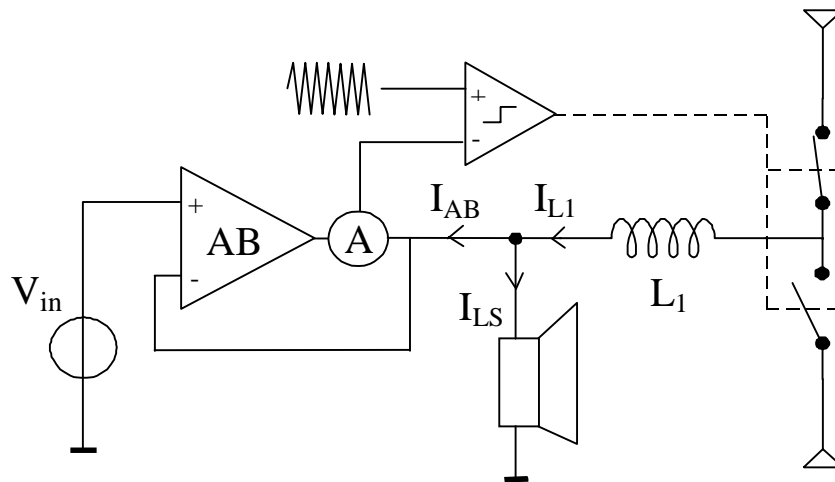 +
-
+
AB
-
A
I_AB
I_L1
V_in
I_LS
L_1